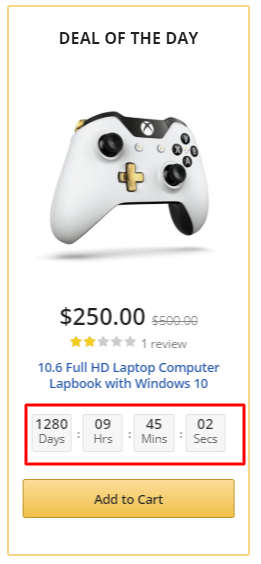 DEAL OF THE DAY
Y
X B
A
$250.00 $500.00
1 review
10.6 Full HD Laptop Computer
Lapbook with Windows 10
1280 : 09 : 45 : 02
Days Hrs Mins Secs
Add to Cart